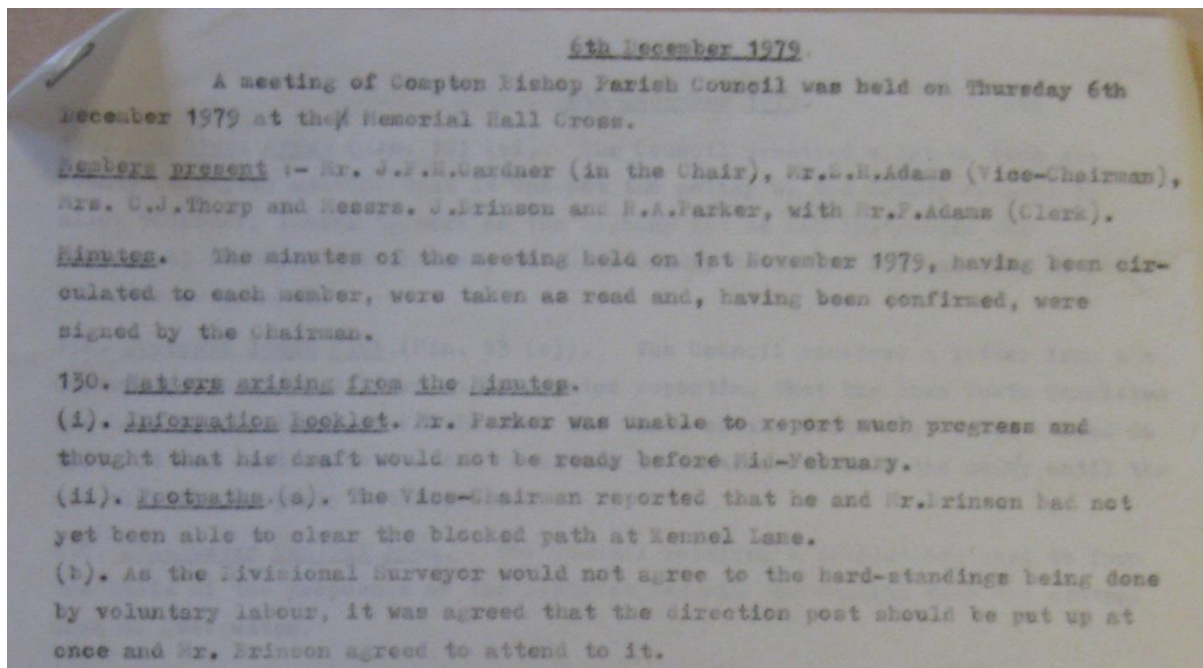 6th December 1979.
A meeting of Compton Bishop Parish Council was held on Thursday 6th
December 1979 at the Memorial Hall Cross.
Members present :- Mr. J.F.H.Gardner (in the Chair), Mr.S.H.Adams (Vice-Chairman),
Mrs. C.J.Thorp and Messrs. J.Brinson and R.A.Parker, with Mr.F.Adams (Clerk).
Minutes. The minutes of the meeting held on 1st November 1979, having been cir-
culated to each member, were taken as read and, having been confirmed, were
signed by the Chairman.
130. Matters arising from the Minutes.
(i). Information Booklet. Mr. Parker was unable to report much progress and
thought that his draft would not be ready before Mid-February.
(ii). Footpaths.(a). The Vice-Chairman reported that he and Mr.Brinson had not
yet been able to clear the blocked path at Kennel Lane.
(b). As the Divisional Surveyor would not agree to the hard-standings being done
by voluntary labour, it was agreed that the direction post should be put up at
once and Mr. Brinson agreed to attend to it.